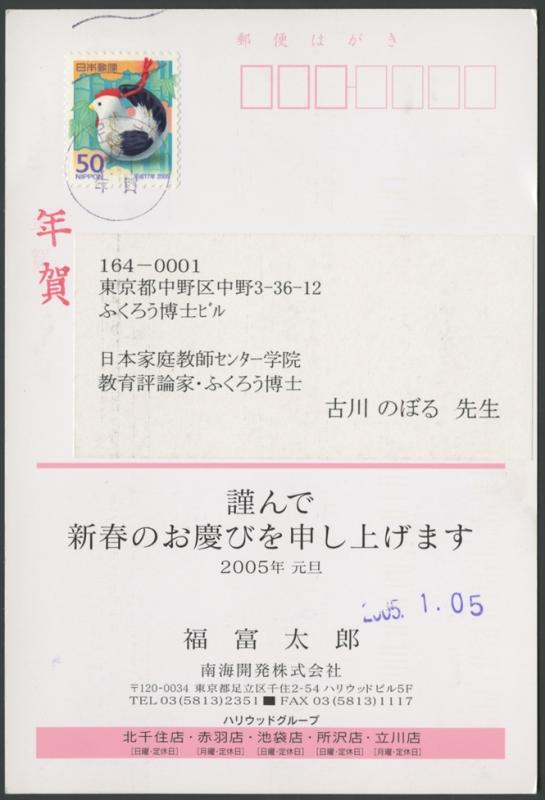 郵便はがき
日本郵便
50
NIPPON
平成17年 2005
年賀
年賀
164-0001
東京都中野区中野3-36-12
ふくろう博士ﾋﾞﾙ
日本家庭教師センター学院
教育評論家・ふくろう博士
古川 のぼる 先生
謹んで
新春のお慶びを申し上げます
2005年 元旦
2005. 1. 05
福富太郎
南海開発株式会社
〒120-0034 東京都足立区千住2-54 ハリウッドビル5F
TEL 03(5813)2351■FAX 03(5813)1117
ハリウッドグループ
北千住店・赤羽店・池袋店・所沢店・立川店
[日曜・定休日] [月曜・定休日] [日曜・定休日] [日曜・定休日] [月曜・定休日]